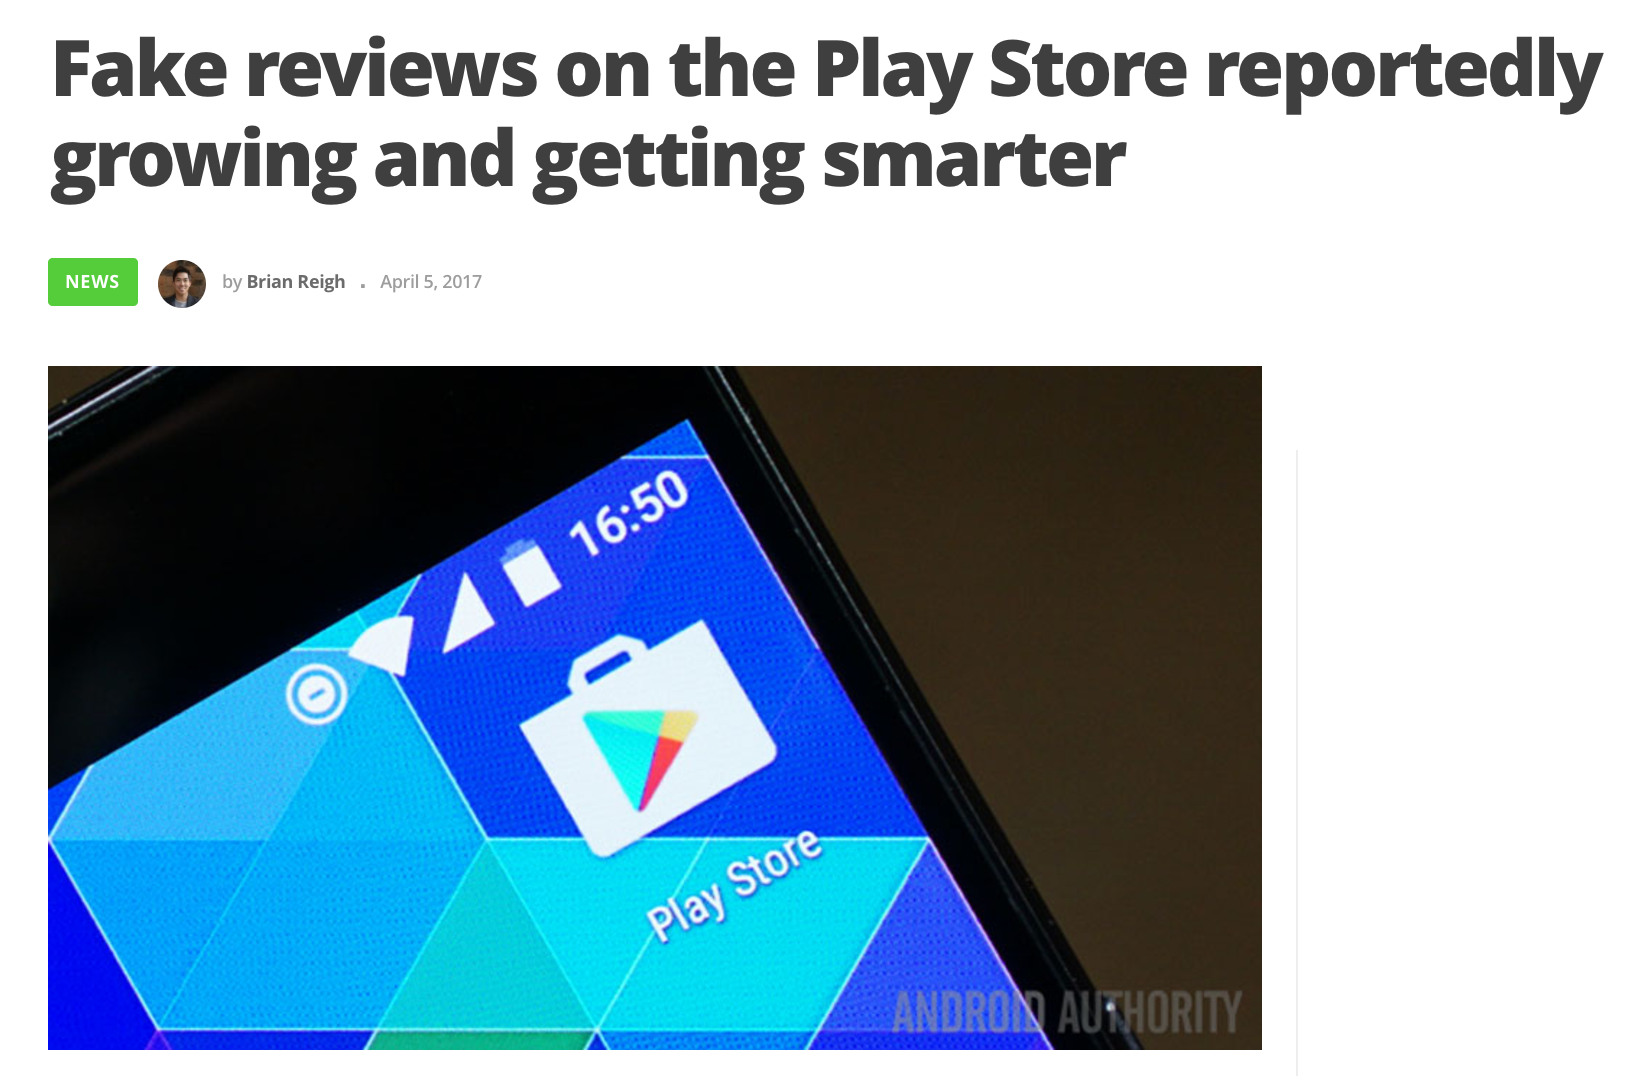 Fake reviews on the Play Store reportedly
growing and getting smarter
NEWS
by Brian Reigh . April 5, 2017
16:50
Play Store
ANDROID AUTHORITY